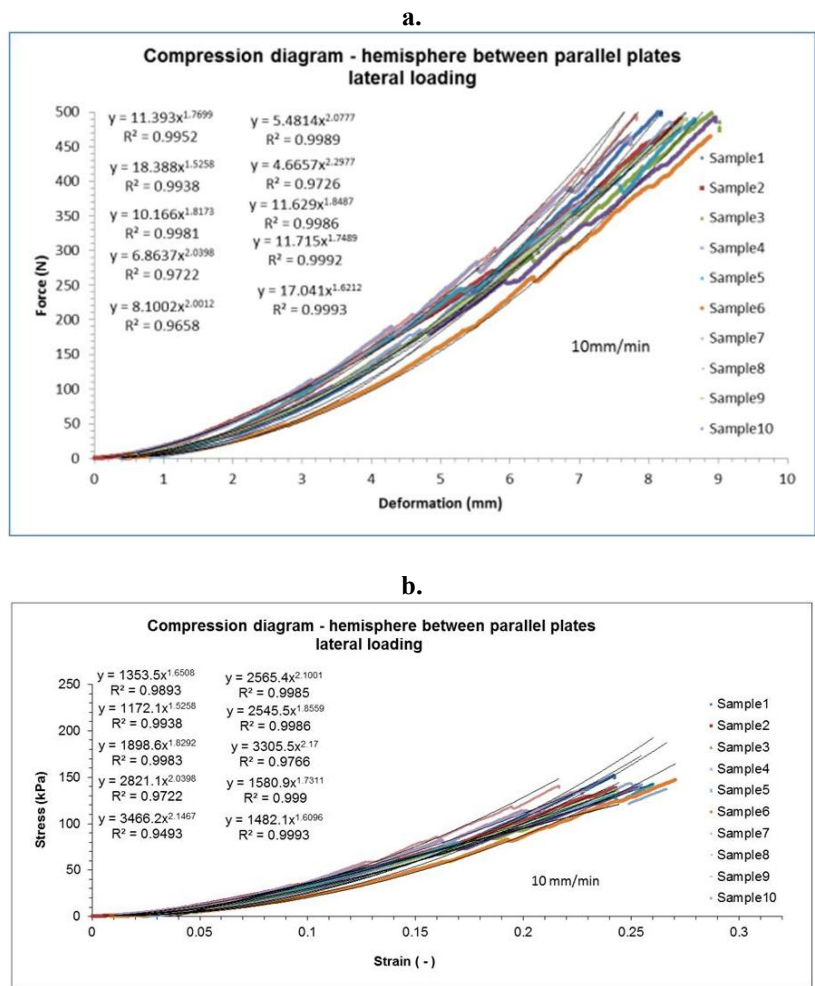 a.
Compression diagram - hemisphere between parallel plates
lateral loading
y = 11.393x^1.7699
R² = 0.9952
y = 18.388x^1.5258
R² = 0.9938
y = 10.166x^1.8173
R² = 0.9981
y = 6.8637x^2.0398
R² = 0.9722
y = 8.1002x^2.0012
R² = 0.9658
y = 5.4814x^2.0777
R² = 0.9989
y = 4.6657x^2.2977
R² = 0.9726
y = 11.629x^1.8487
R² = 0.9986
y = 11.715x^1.7489
R² = 0.9992
y = 17.041x^1.6212
R² = 0.9993
Force (N)
500
450
400
350
300
250
200
150
100
50
0
0 1 2 3 4 5 6 7 8 9 10
Deformation (mm)
10mm/min
Sample1
Sample2
Sample3
Sample4
Sample5
Sample6
Sample7
Sample8
Sample9
Sample10
b.
Compression diagram - hemisphere between parallel plates
lateral loading
y = 1353.5x^1.6508
R² = 0.9893
y = 1172.1x^1.5258
R² = 0.9938
y = 1898.6x^1.8292
R² = 0.9983
y = 2821.1x^2.0398
R² = 0.9722
y = 3466.2x^2.1467
R² = 0.9493
y = 2565.4x^2.1001
R² = 0.9985
y = 2545.5x^1.8559
R² = 0.9986
y = 3305.5x^2.17
R² = 0.9766
y = 1580.9x^1.7311
R² = 0.999
y = 1482.1x^1.6096
R² = 0.9993
Stress (kPa)
250
200
150
100
50
0
0 0.05 0.1 0.15 0.2 0.25 0.3
Strain ( - )
10 mm/min
Sample1
Sample2
Sample3
Sample4
Sample5
Sample6
Sample7
Sample8
Sample9
Sample10